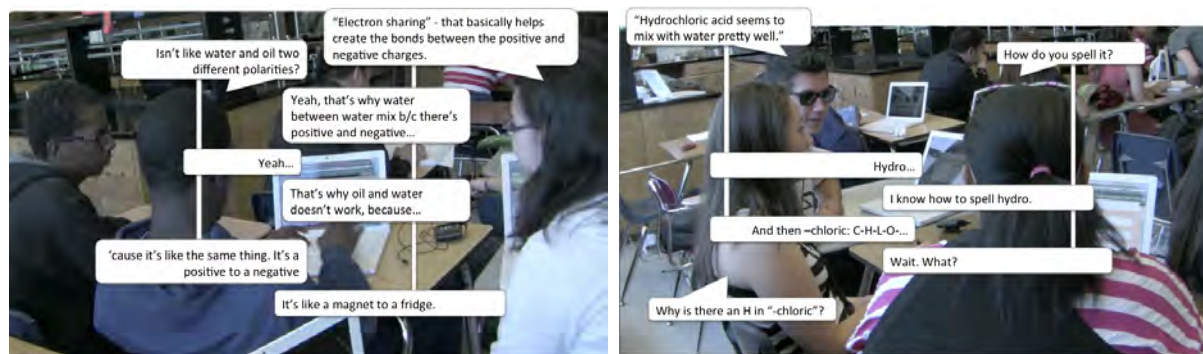 “Electron sharing” - that basically helps
create the bonds between the positive and
negative charges.
Isn’t like water and oil two
different polarities?
Yeah, that’s why water
between water mix b/c there’s
positive and negative…
Yeah…
That’s why oil and water
doesn’t work, because…
‘cause it’s like the same thing. It’s a
positive to a negative
It’s like a magnet to a fridge.
“Hydrochloric acid seems to
mix with water pretty well.”
How do you spell it?
Hydro…
I know how to spell hydro.
And then –chloric: C-H-L-O-…
Wait. What?
Why is there an H in “-chloric”?